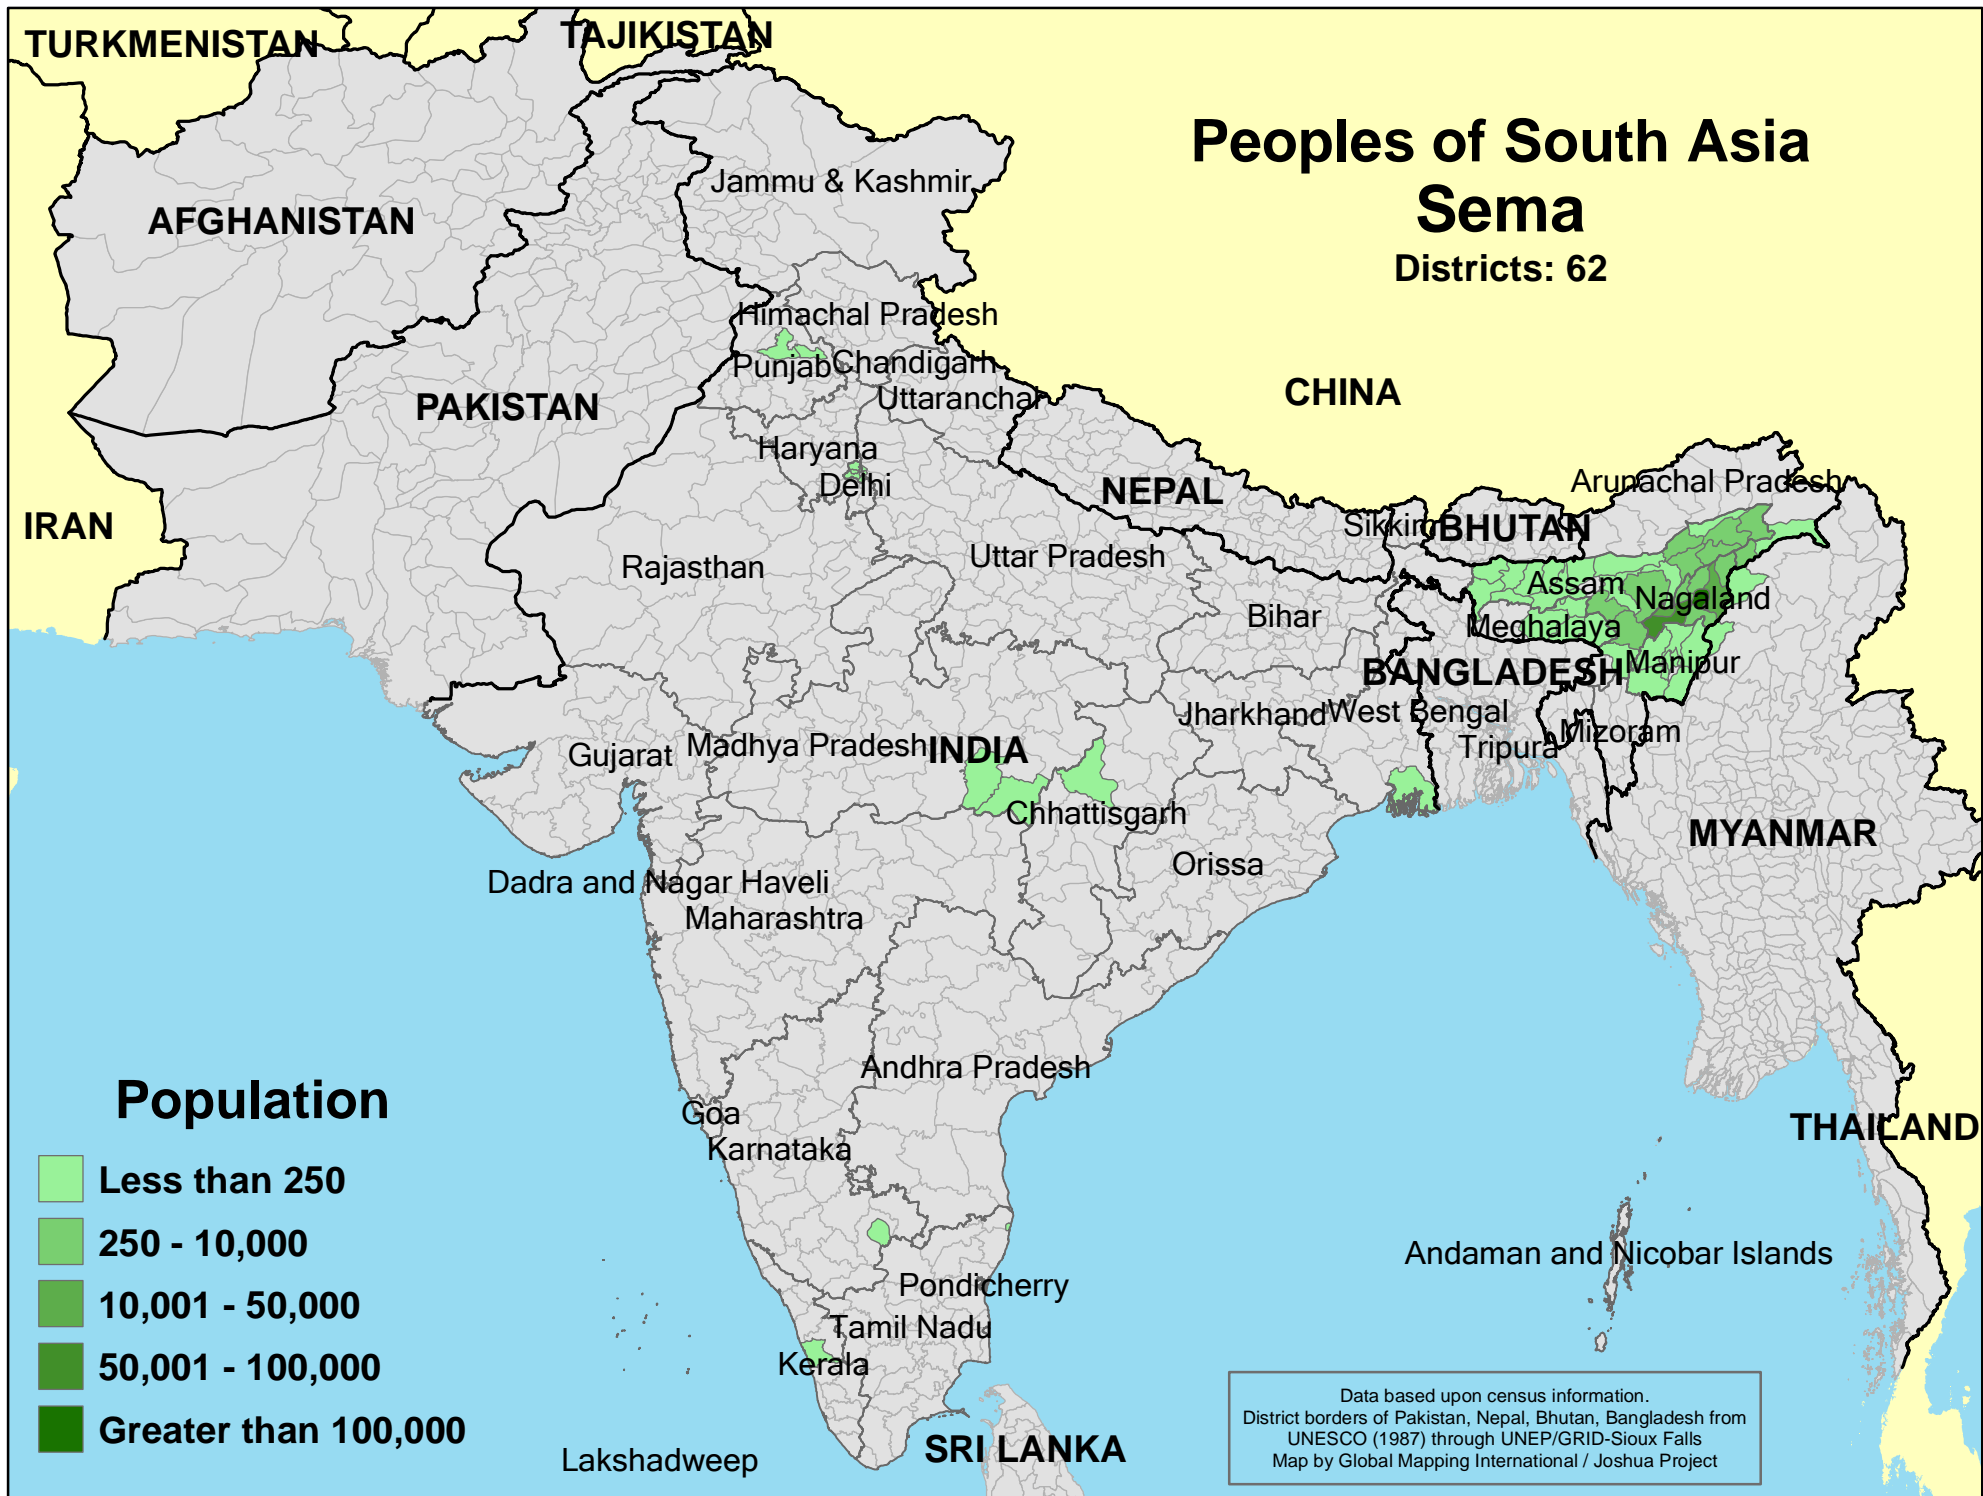 TURKMENISTAN
TAJIKISTAN
Peoples of South Asia
Sema
Districts: 62
Jammu & Kashmir
AFGHANISTAN
Himachal Pradesh
Punjab
Chandigarh
Uttaranchal
CHINA
PAKISTAN
Haryana
Delhi
NEPAL
Arunachal Pradesh
IRAN
Sikkim
BHUTAN
Rajasthan
Uttar Pradesh
Assam
Nagaland
Bihar
Meghalaya
BANGLADESH
Manipur
Jharkhand
West Bengal
Gujarat
Madhya Pradesh
INDIA
Tripura
Mizoram
Chhattisgarh
MYANMAR
Orissa
Dadra and Nagar Haveli
Maharashtra
Andhra Pradesh
Goa
Karnataka
THAILAND
Andaman and Nicobar Islands
Pondicherry
Tamil Nadu
Kerala
Lakshadweep
SRI LANKA
Population
Less than 250
250 - 10,000
10,001 - 50,000
50,001 - 100,000
Greater than 100,000
Data based upon census information.
District borders of Pakistan, Nepal, Bhutan, Bangladesh from
UNESCO (1987) through UNEP/GRID-Sioux Falls
Map by Global Mapping International / Joshua Project